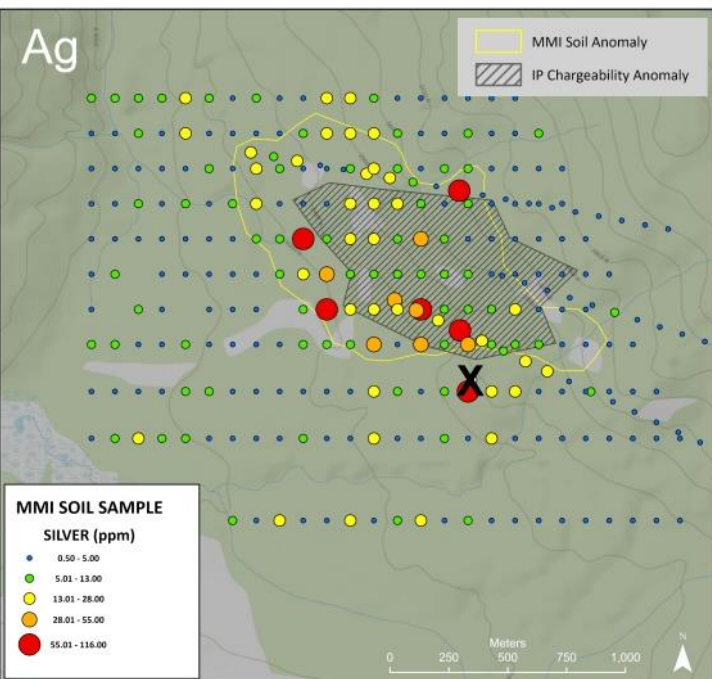 Ag
MMI Soil Anomaly
IP Chargeability Anomaly
X
MMI SOIL SAMPLE
SILVER (ppm)
0.50 - 5.00
5.01 - 13.00
13.01 - 28.00
28.01 - 55.00
55.01 - 116.00
Meters
0 250 500 750 1,000
N